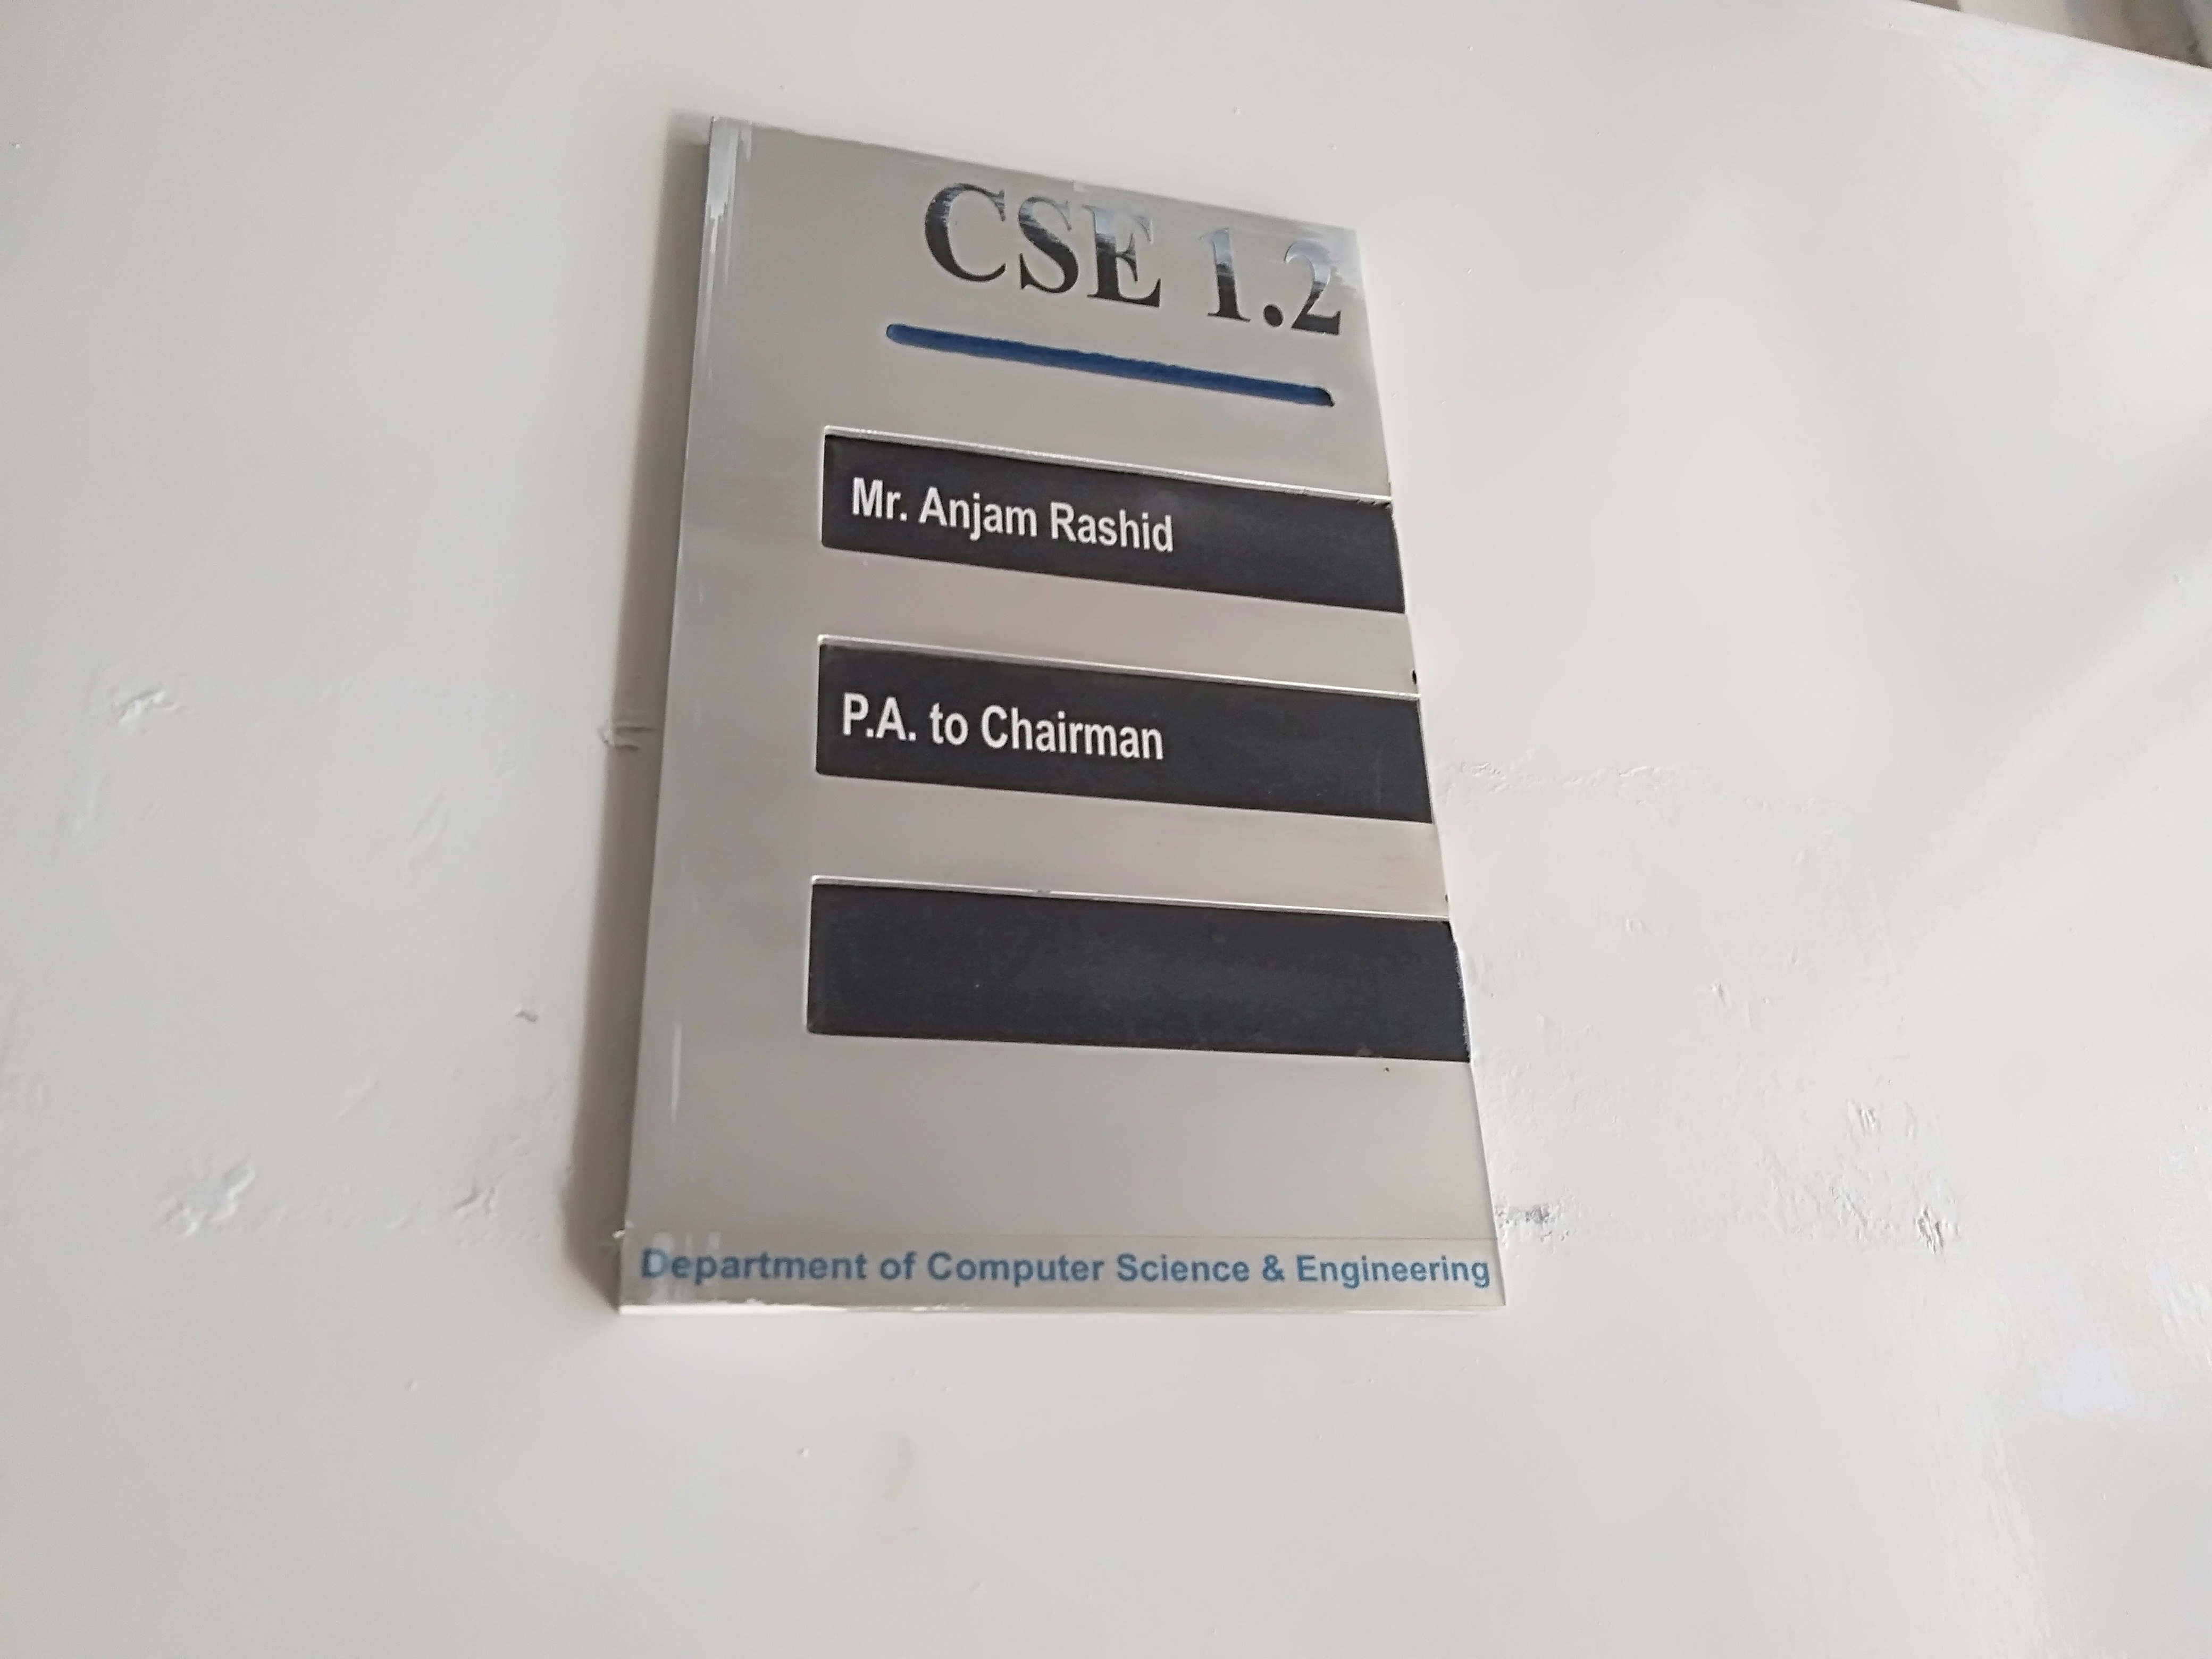 CSE 1.2
Mr. Anjam Rashid
P.A. to Chairman
Department of Computer Science & Engineering